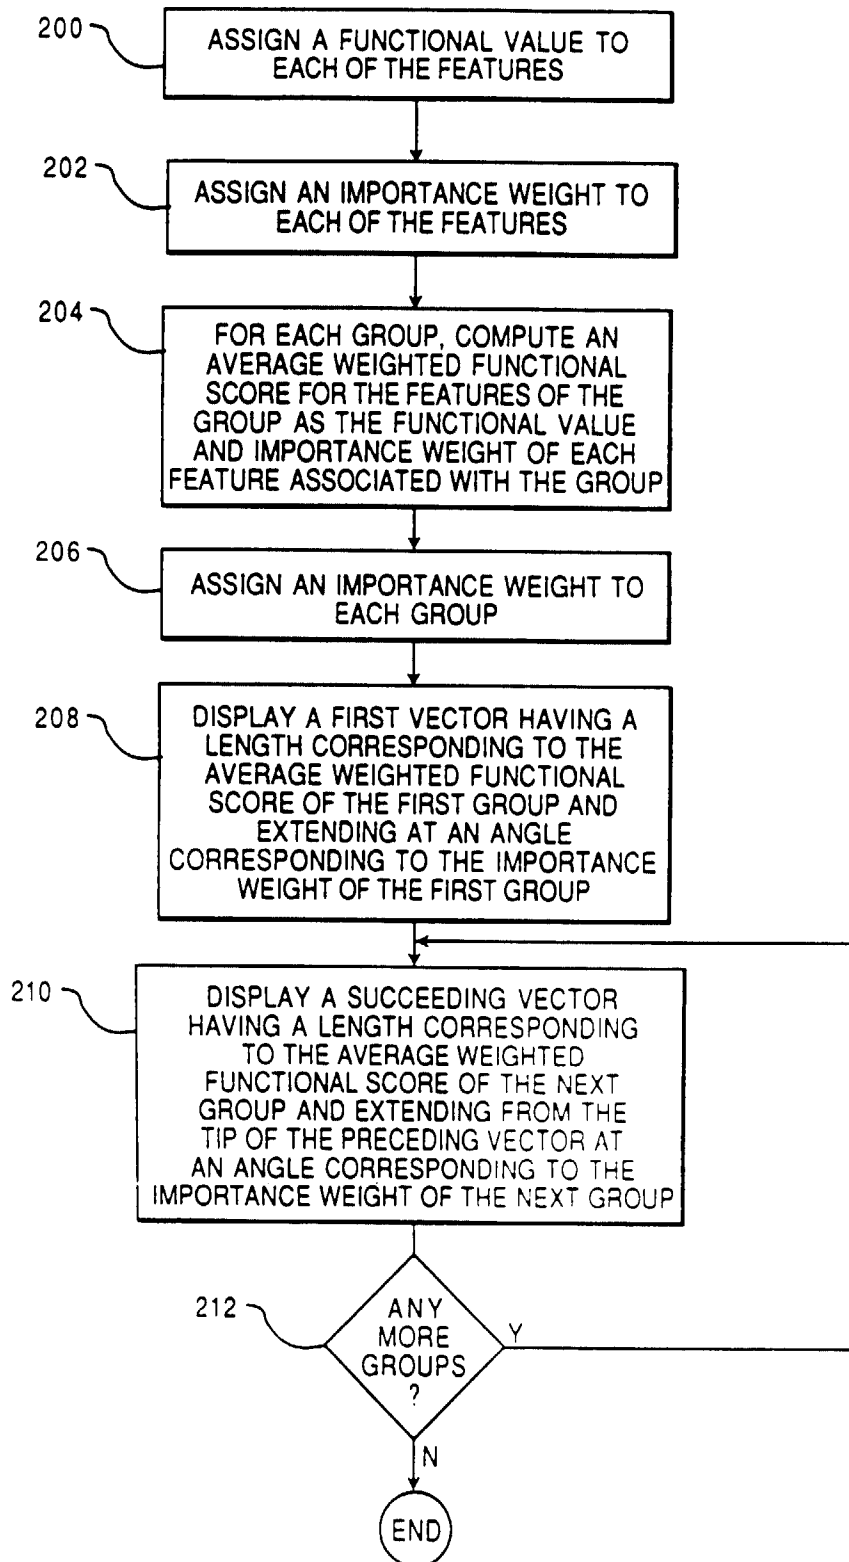 200
ASSIGN A FUNCTIONAL VALUE TO
EACH OF THE FEATURES
202
ASSIGN AN IMPORTANCE WEIGHT TO
EACH OF THE FEATURES
204
FOR EACH GROUP, COMPUTE AN
AVERAGE WEIGHTED FUNCTIONAL
SCORE FOR THE FEATURES OF THE
GROUP AS THE FUNCTIONAL VALUE
AND IMPORTANCE WEIGHT OF EACH
FEATURE ASSOCIATED WITH THE GROUP
206
ASSIGN AN IMPORTANCE WEIGHT TO
EACH GROUP
208
DISPLAY A FIRST VECTOR HAVING A
LENGTH CORRESPONDING TO THE
AVERAGE WEIGHTED FUNCTIONAL
SCORE OF THE FIRST GROUP AND
EXTENDING AT AN ANGLE
CORRESPONDING TO THE IMPORTANCE
WEIGHT OF THE FIRST GROUP
210
DISPLAY A SUCCEEDING VECTOR
HAVING A LENGTH CORRESPONDING
TO THE AVERAGE WEIGHTED
FUNCTIONAL SCORE OF THE NEXT
GROUP AND EXTENDING FROM THE
TIP OF THE PRECEDING VECTOR AT
AN ANGLE CORRESPONDING TO THE
IMPORTANCE WEIGHT OF THE NEXT GROUP
212
ANY
MORE
GROUPS
?
Y
N
END